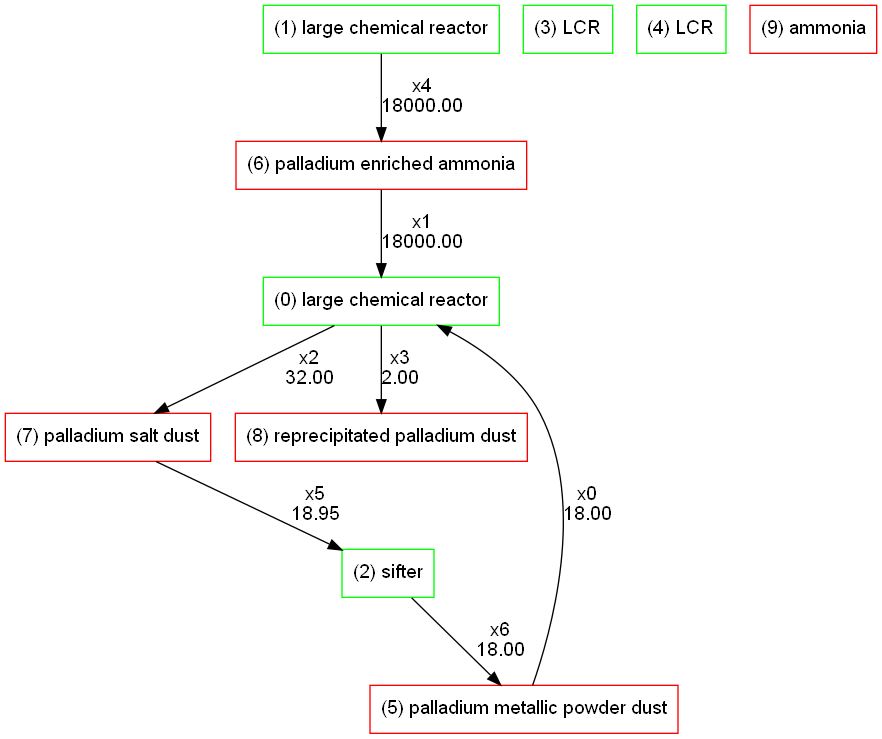 (1) large chemical reactor
(3) LCR
(4) LCR
(9) ammonia
x4
18000.00
(6) palladium enriched ammonia
x1
18000.00
(0) large chemical reactor
x2
32.00
x3
2.00
(7) palladium salt dust
(8) reprecipitated palladium dust
x5
18.95
x0
18.00
(2) sifter
x6
18.00
(5) palladium metallic powder dust